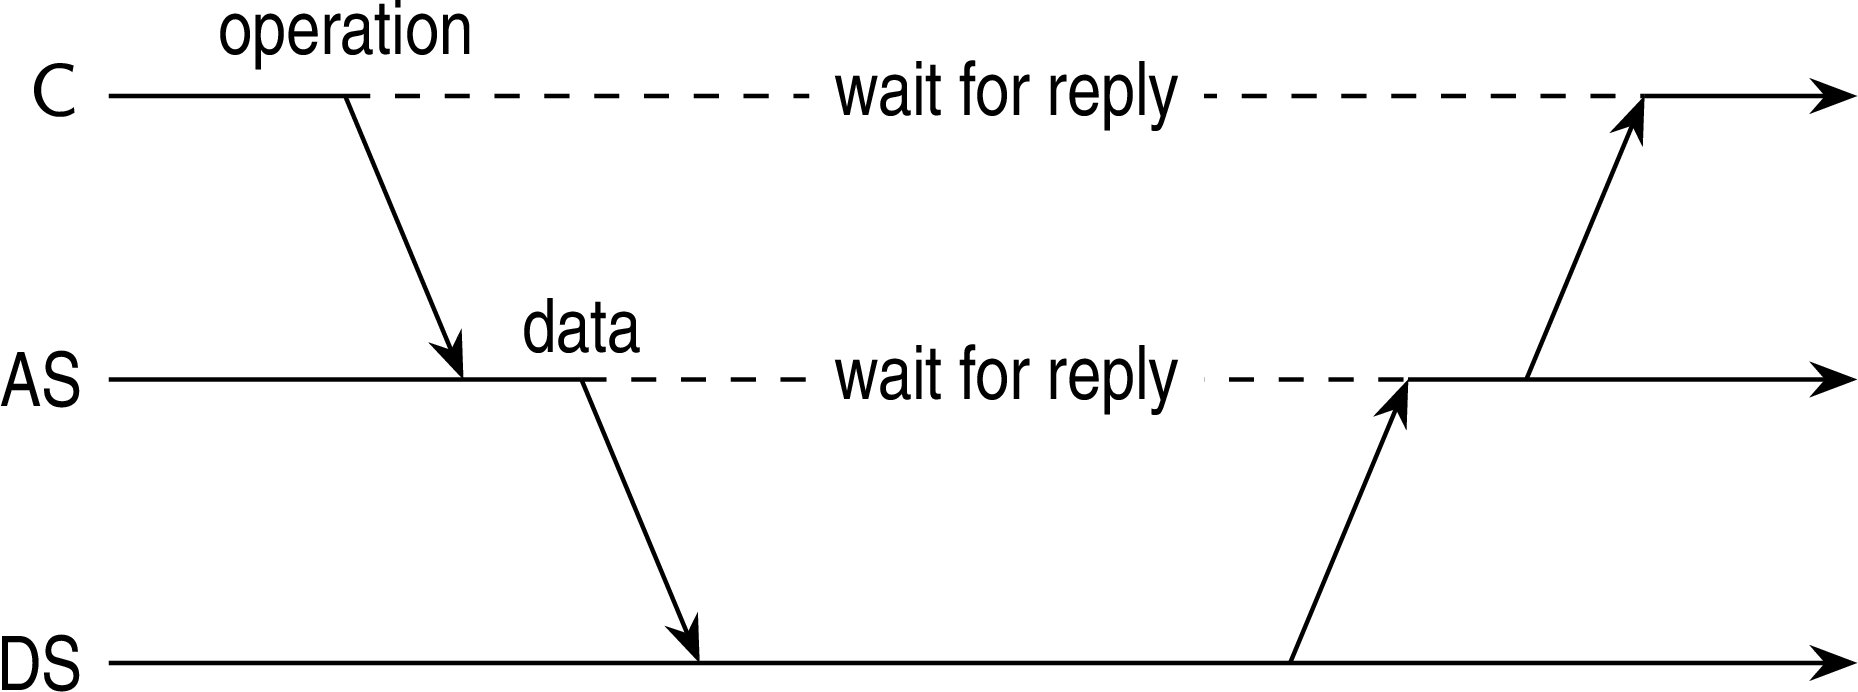 operation
C wait for reply
data
AS wait for reply
DS